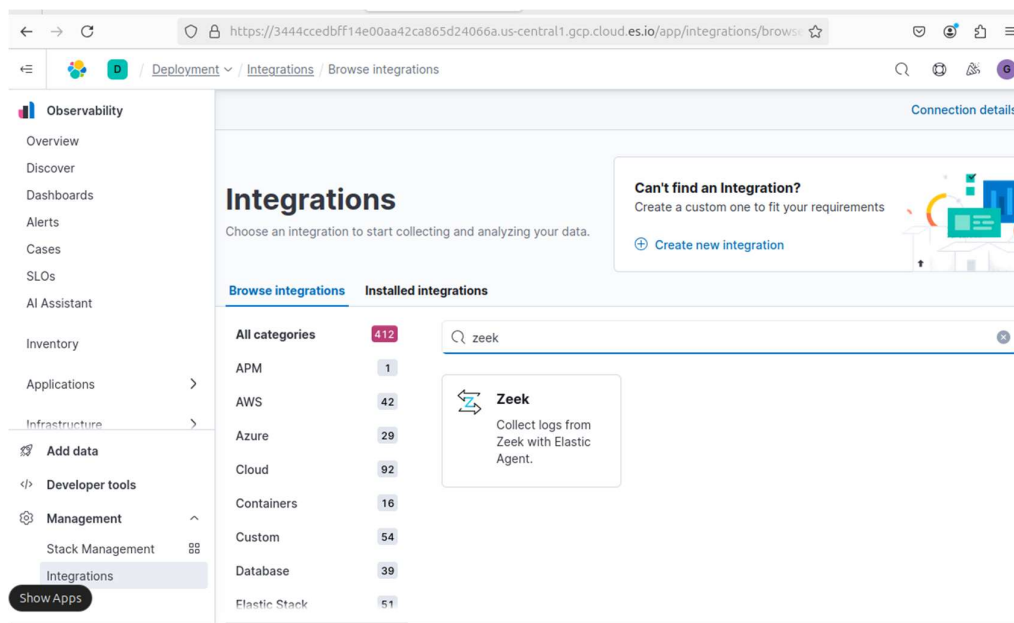 https://3444ccedbff14e00aa42ca865d24066a.us-central1.gcp.cloud.es.io/app/integrations/brows
D / Deployment / Integrations / Browse integrations G
Observability
Overview
Discover
Dashboards
Alerts
Cases
SLOs
AI Assistant
Inventory
Applications
Infrastructure
Add data
Developer tools
Management
Stack Management
Integrations
Show Apps
Connection details
Integrations
Choose an integration to start collecting and analyzing your data.
Can't find an Integration?
Create a custom one to fit your requirements
Create new integration
Browse integrations Installed integrations
All categories 412
APM 1
AWS 42
Azure 29
Cloud 92
Containers 16
Custom 54
Database 39
Elastic Stack 51
zeek
Zeek
Collect logs from
Zeek with Elastic
Agent.